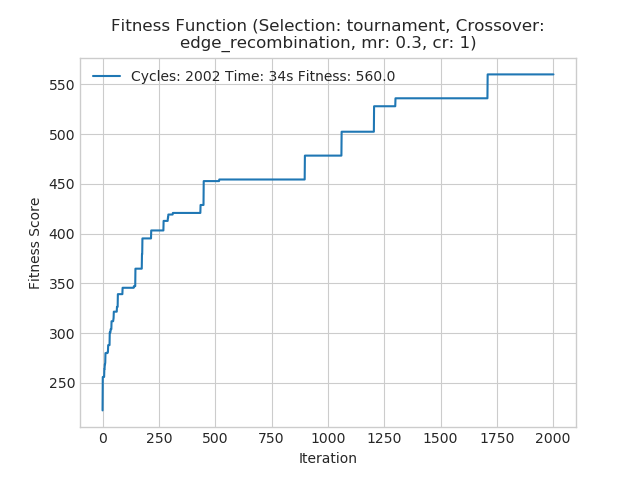 Fitness Function (Selection: tournament, Crossover:
edge_recombination, mr: 0.3, cr: 1)
Cycles: 2002 Time: 34s Fitness: 560.0
550
500
450
400
350
300
250
Fitness Score
0 250 500 750 1000 1250 1500 1750 2000
Iteration